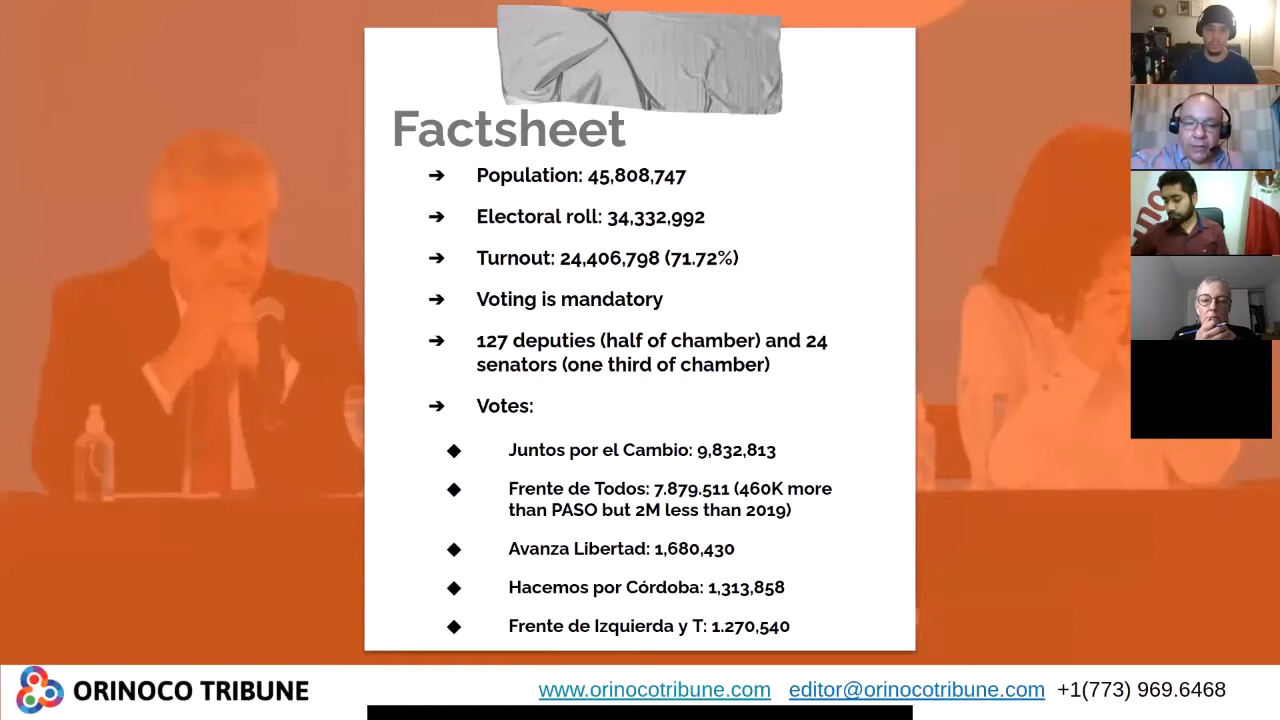 Factsheet
➔ Population: 45,808,747
➔ Electoral roll: 34,332,992
➔ Turnout: 24,406,798 (71.72%)
➔ Voting is mandatory
➔ 127 deputies (half of chamber) and 24
senators (one third of chamber)
➔ Votes:
◆ Juntos por el Cambio: 9,832,813
◆ Frente de Todos: 7.879.511 (460K more
than PASO but 2M less than 2019)
◆ Avanza Libertad: 1,680,430
◆ Hacemos por Córdoba: 1,313,858
◆ Frente de Izquierda y T: 1.270,540
ORINOCO TRIBUNE www.orinocotribune.com editor@orinocotribune.com +1(773) 969.6468